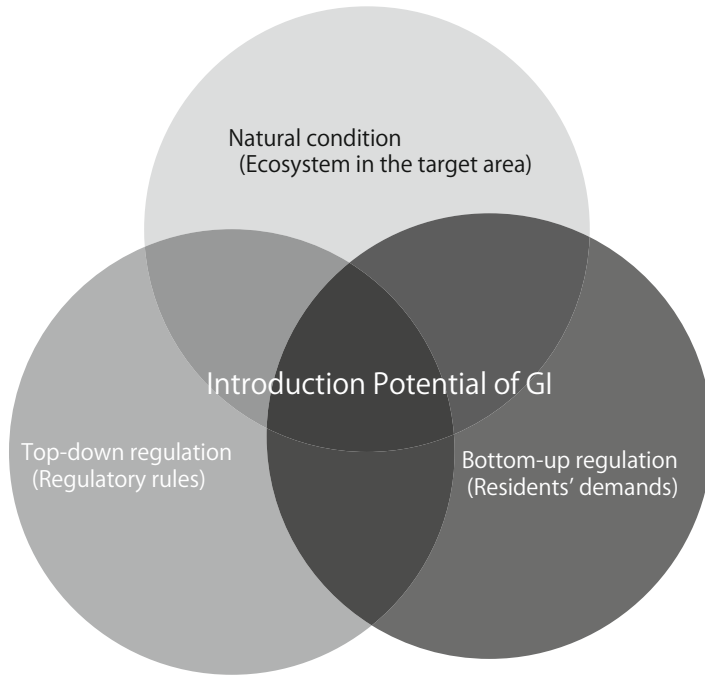 Natural condition
(Ecosystem in the target area)
Introduction Potential of GI
Top-down regulation
(Regulatory rules)
Bottom-up regulation
(Residents’ demands)